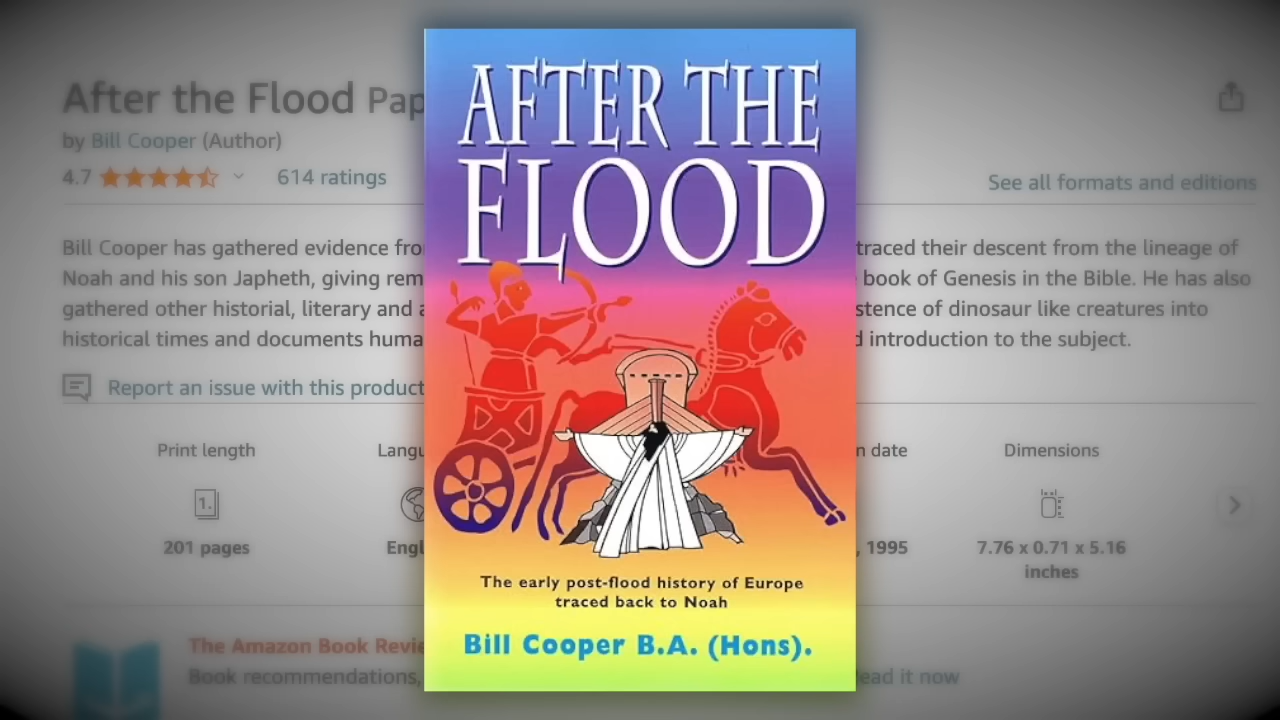 After the Flood Pap
by Bill Cooper (Author)
4.7
614 ratings
See all formats and editions
Bill Cooper has gathered evidence fro
traced their descent from the lineage of
Noah and his son Japheth, giving rem
book of Genesis in the Bible. He has also
gathered other historial, literary and a
stence of dinosaur like creatures into
historical times and documents huma
d introduction to the subject.
Report an issue with this product
Print length
Langu
n date
Dimensions
1.
201 pages
Engl
, 1995
7.76 x 0.71 x 5.16
inches
The Amazon Book Revie
Book recommendations,
ead it now
AFTER THE
FLOOD
The early post-flood history of Europe
traced back to Noah
Bill Cooper B.A. (Hons).